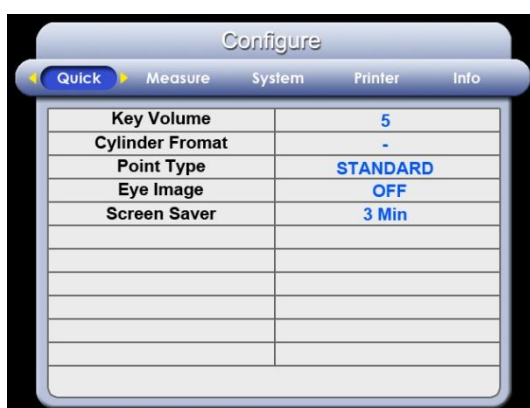 Configure
Quick Measure System Printer Info
Key Volume 5
Cylinder Fromat -
Point Type STANDARD
Eye Image OFF
Screen Saver 3 Min